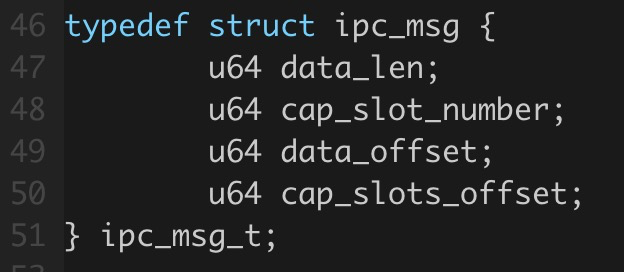 46 typedef struct ipc_msg {
47         u64 data_len;
48         u64 cap_slot_number;
49         u64 data_offset;
50         u64 cap_slots_offset;
51 } ipc_msg_t;